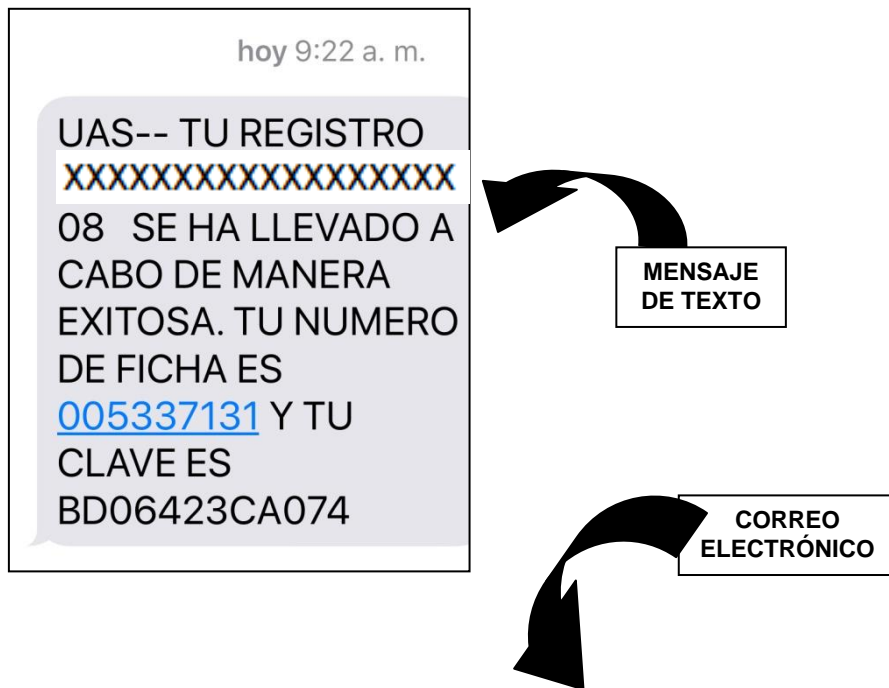 hoy 9:22 a. m.
UAS-- TU REGISTRO
XXXXXXXXXXXXXXXXXX
08 SE HA LLEVADO A
CABO DE MANERA
EXITOSA. TU NUMERO
DE FICHA ES
005337131 Y TU
CLAVE ES
BD06423CA074
MENSAJE
DE TEXTO
CORREO
ELECTRÓNICO